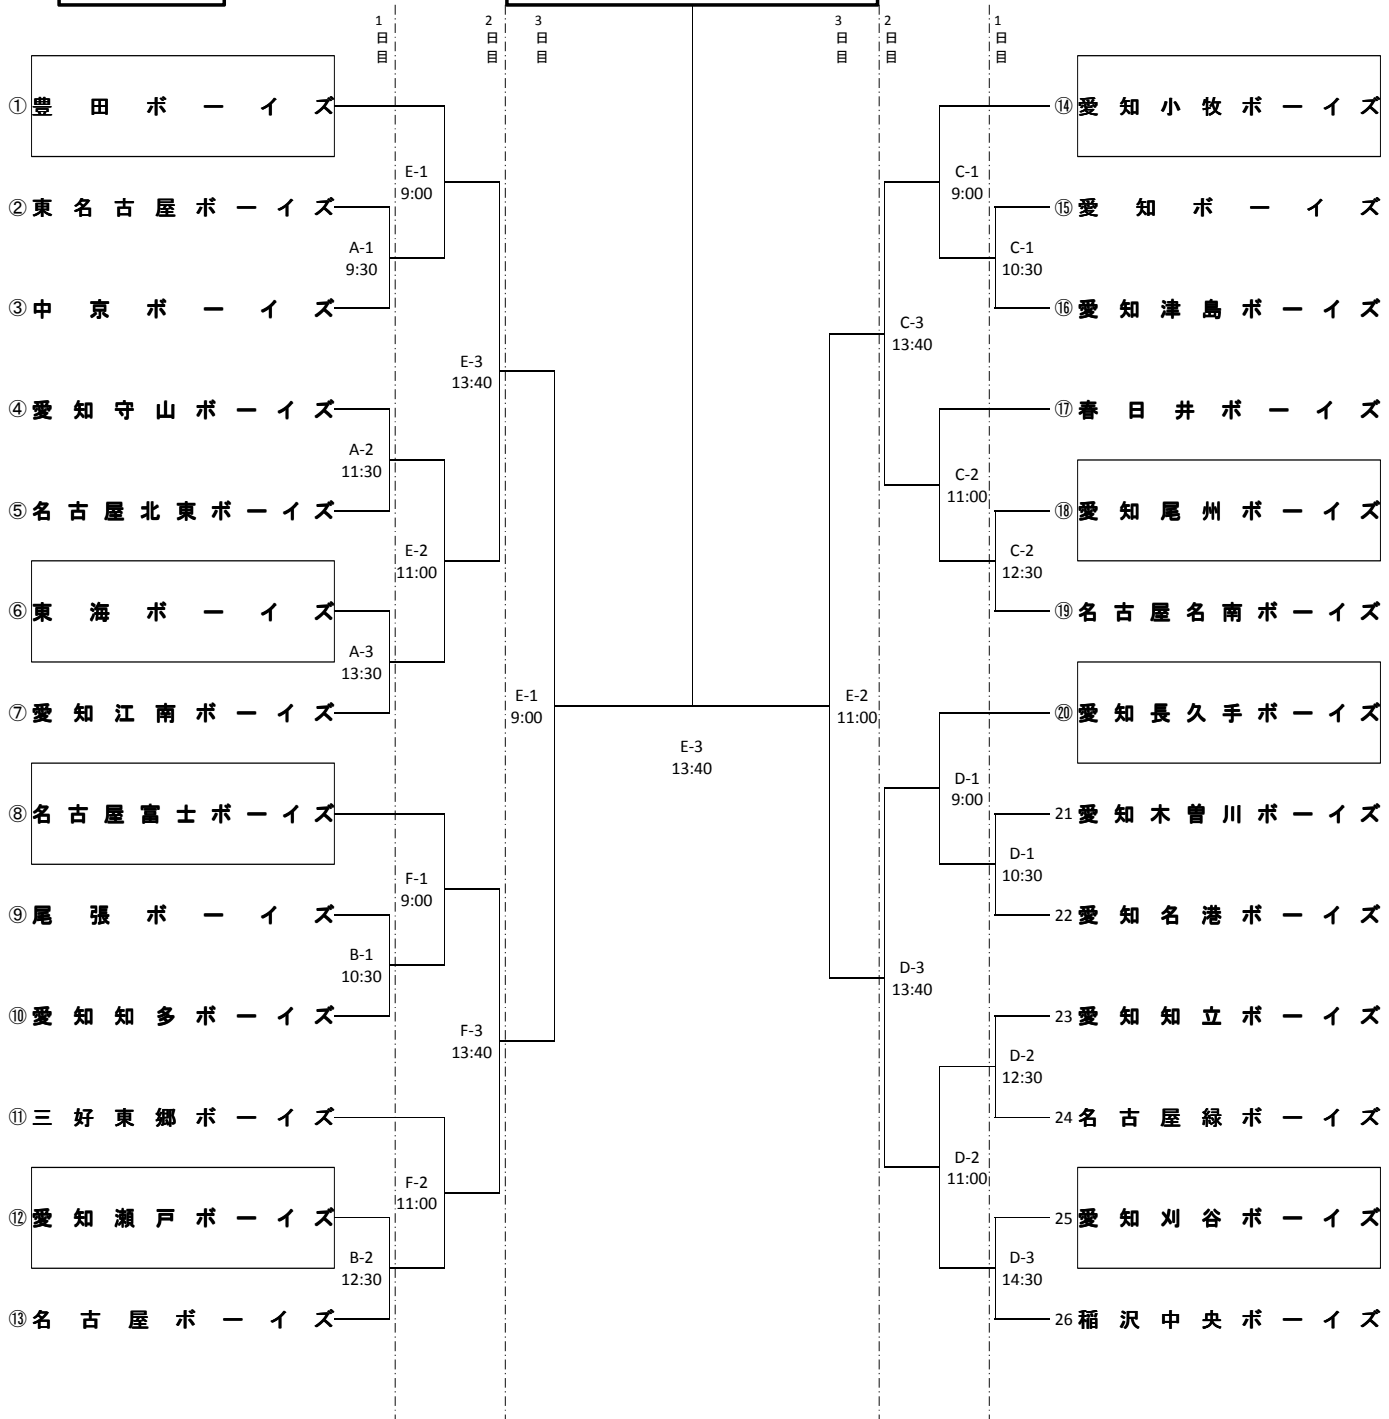 1日目
2日目
3日目
3日目
2日目
1日目
①豊田ボーイズ
②東名古屋ボーイズ
③中京ボーイズ
④愛知守山ボーイズ
⑤名古屋北東ボーイズ
⑥東海ボーイズ
⑦愛知江南ボーイズ
⑧名古屋富士ボーイズ
⑨尾張ボーイズ
⑩愛知知多ボーイズ
⑪三好東郷ボーイズ
⑫愛知瀬戸ボーイズ
⑬名古屋ボーイズ
A-1
9:30
A-2
11:30
A-3
13:30
B-1
10:30
B-2
12:30
E-1
9:00
E-2
11:00
F-1
9:00
F-2
11:00
E-3
13:40
F-3
13:40
E-1
9:00
E-3
13:40
E-2
11:00
C-3
13:40
D-3
13:40
C-1
9:00
C-2
11:00
D-1
9:00
D-2
11:00
C-1
10:30
C-2
12:30
D-1
10:30
D-2
12:30
D-3
14:30
⑭愛知小牧ボーイズ
⑮愛知ボーイズ
⑯愛知津島ボーイズ
⑰春日井ボーイズ
⑱愛知尾州ボーイズ
⑲名古屋名南ボーイズ
⑳愛知長久手ボーイズ
21愛知木曽川ボーイズ
22愛知名港ボーイズ
23愛知知立ボーイズ
24名古屋緑ボーイズ
25愛知刈谷ボーイズ
26稲沢中央ボーイズ